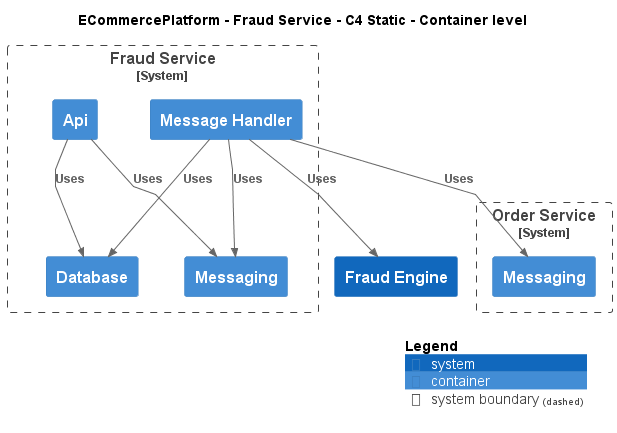 ECommercePlatform - Fraud Service - C4 Static - Container level
Fraud Service
[System]
Api
Message Handler
Uses
Uses
Uses
Uses
Uses
Uses
Order Service
[System]
Database
Messaging
Fraud Engine
Messaging
Legend
system
container
system boundary (dashed)